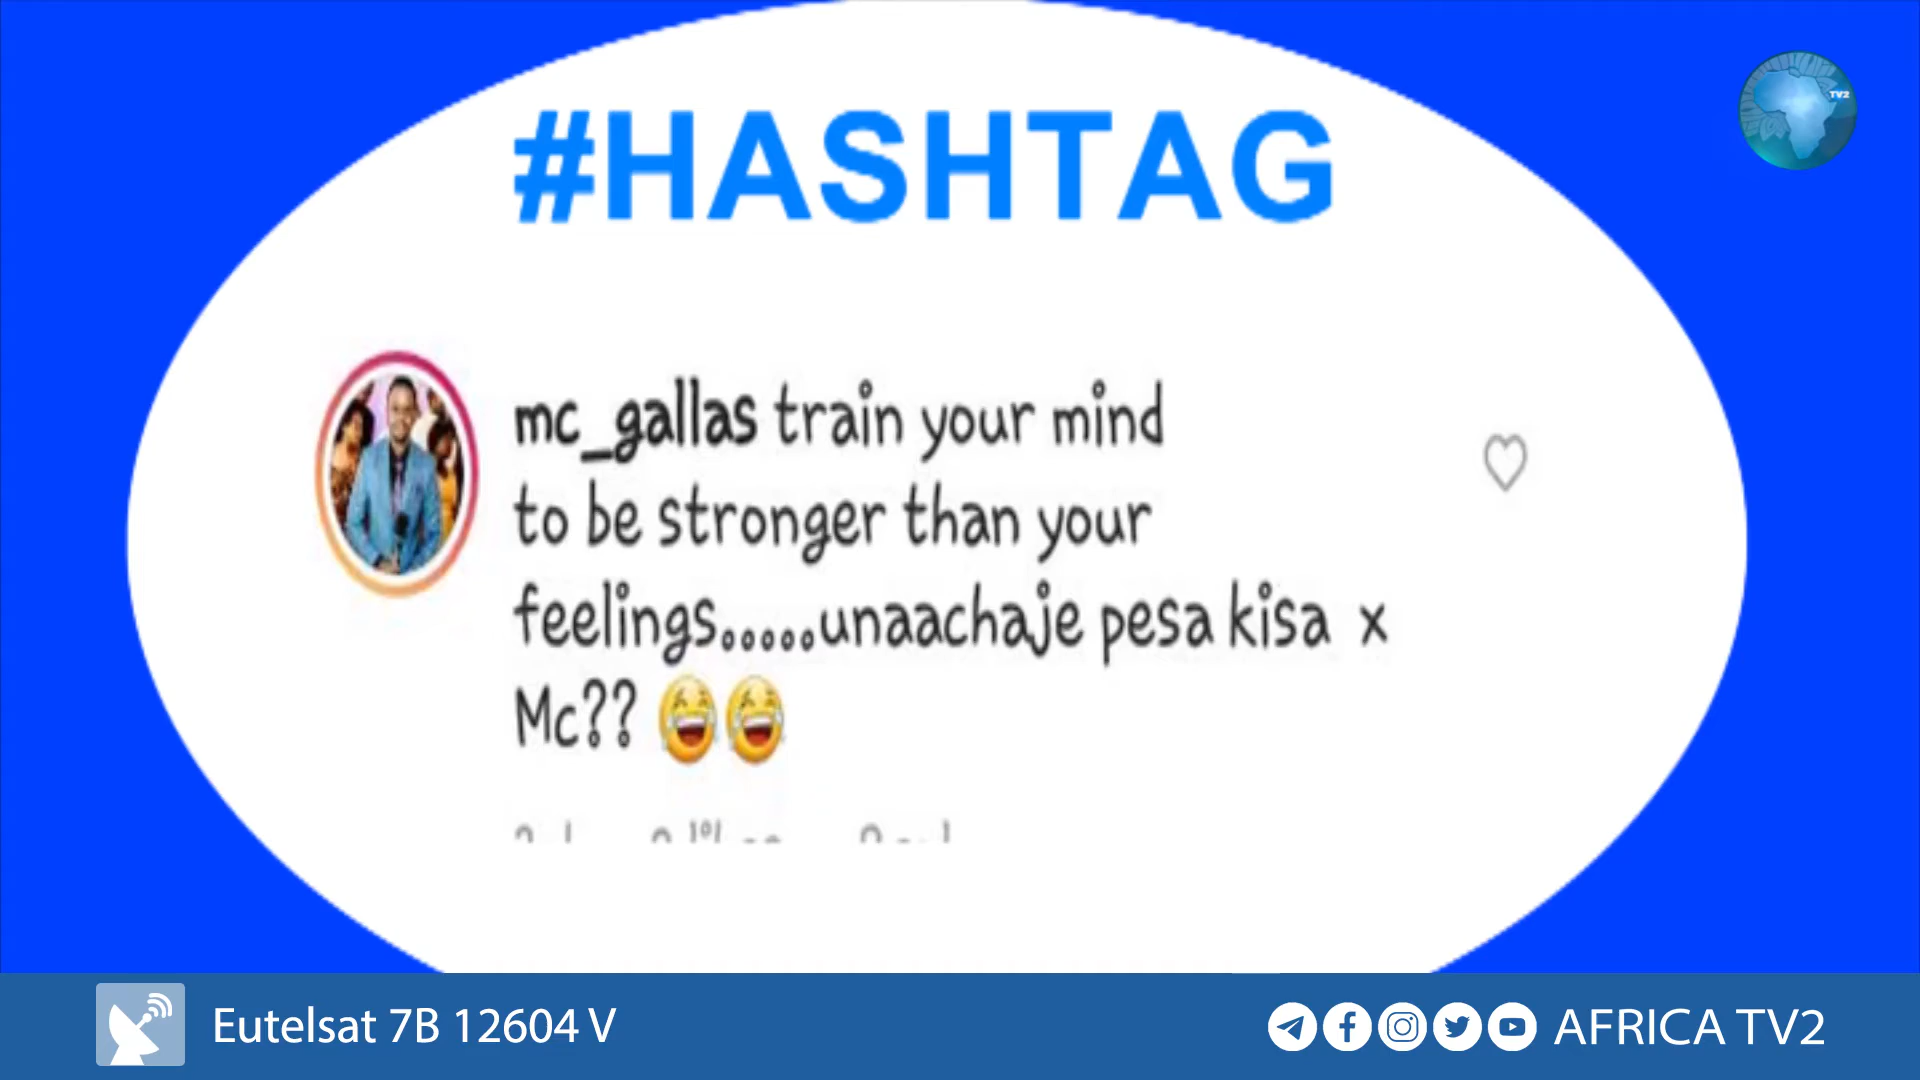 #HASHTAG
TV2
mc_gallas train your mind
to be stronger than your
feelings.....unaachaje pesa kisa x
Mc?? 😂😂
Eutelsat 7B 12604 V
AFRICA TV2